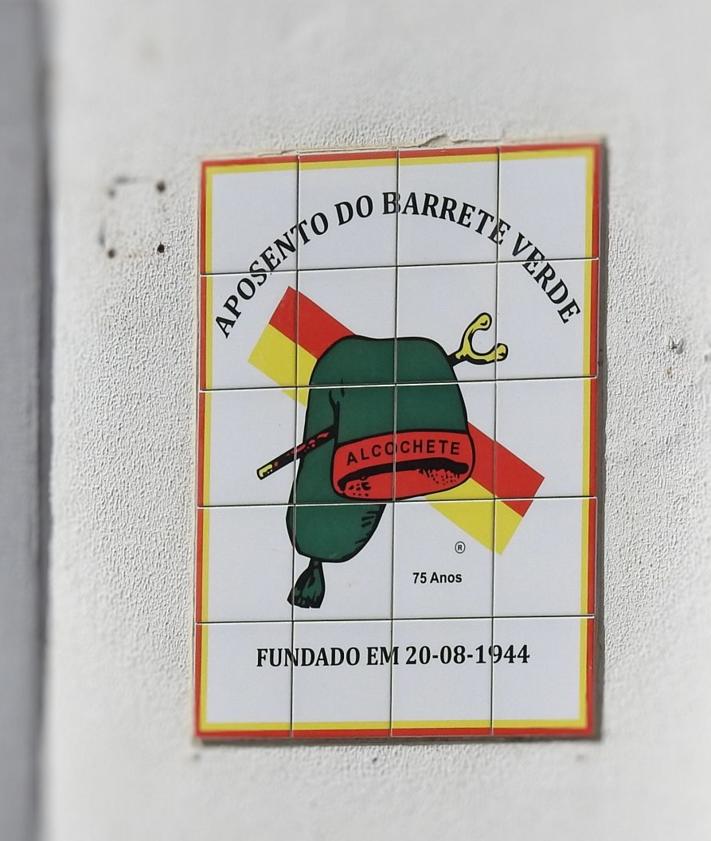 APOSENTO DO BARRETE VERDE
ALCOCHETE
®
75 Anos
FUNDADO EM 20-08-1944